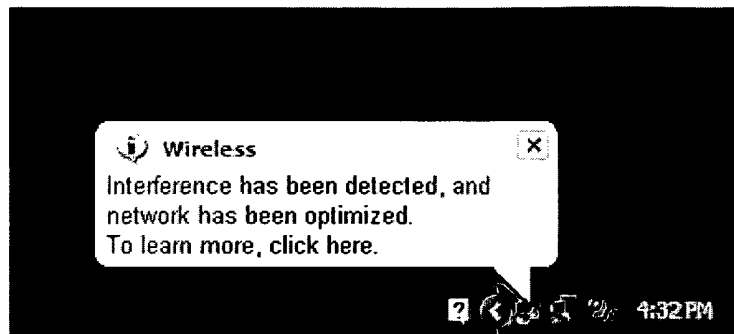 Wireless
Interference has been detected, and
network has been optimized.
To learn more, click here.
4:32 PM